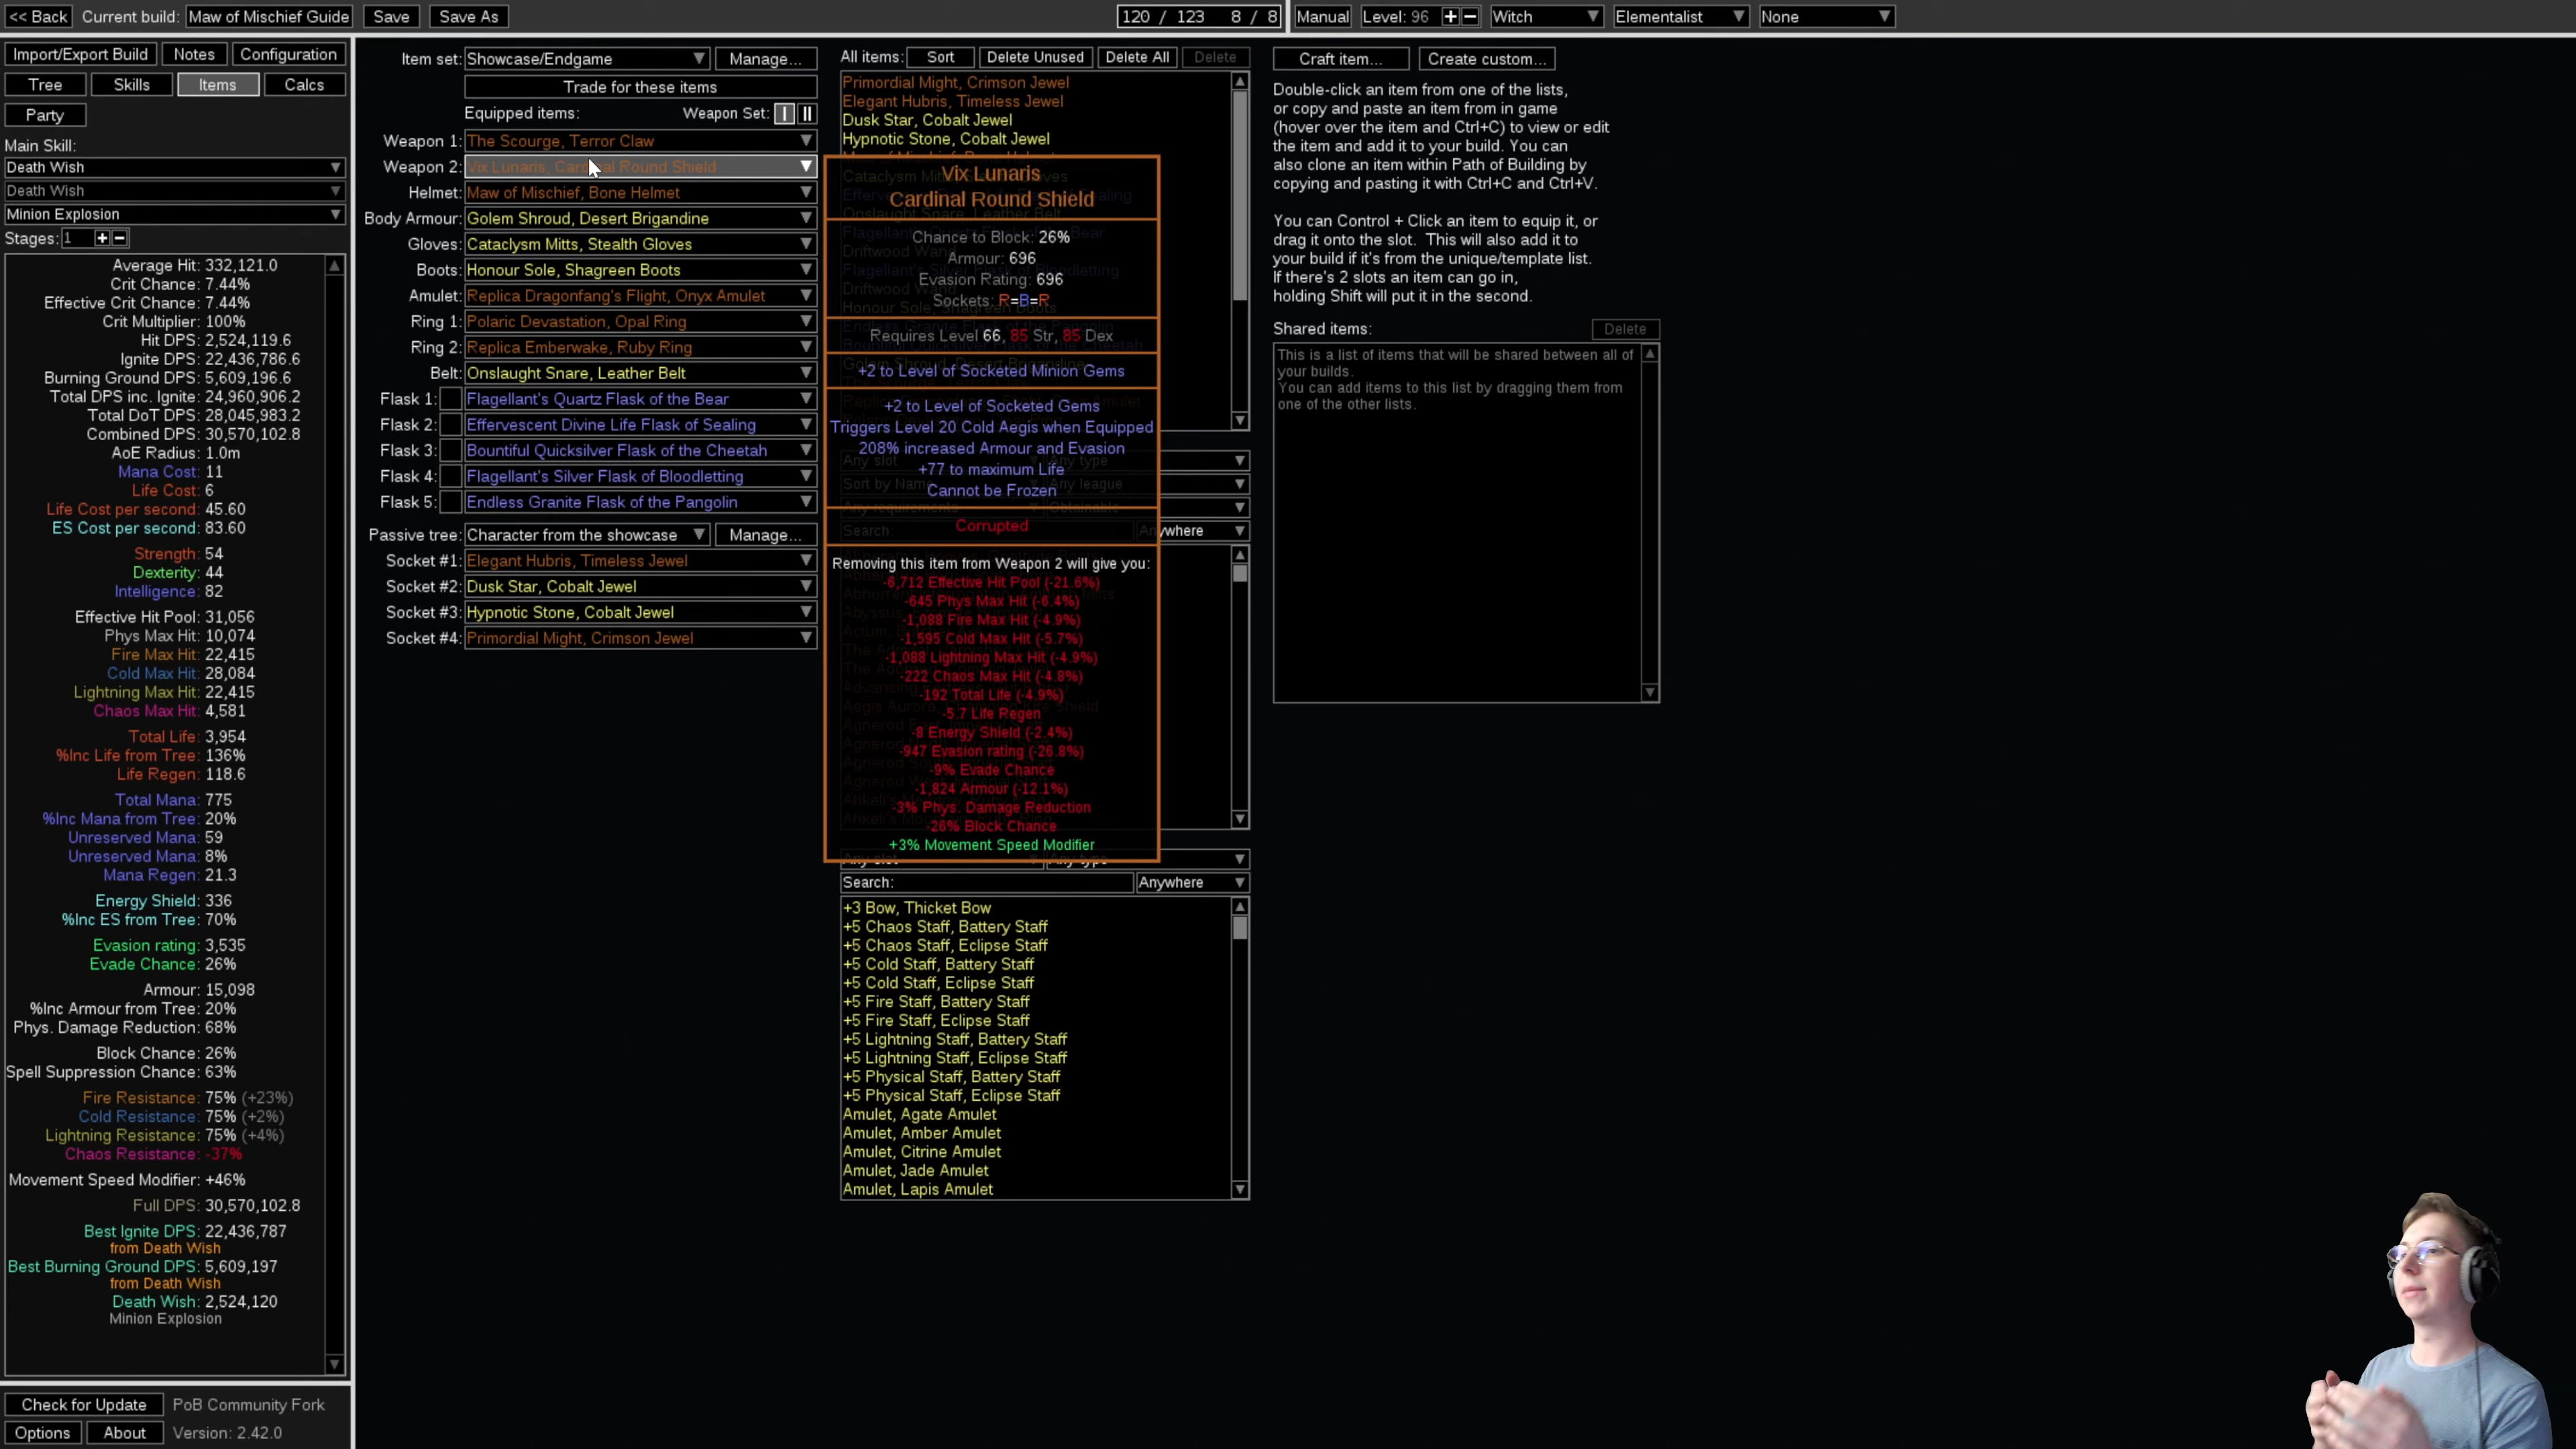 << Back Current build: Maw of Mischief Guide Save Save As 120 / 123 8 / 8 Manual Level: 96 + - Witch Elementalist None
Import/Export Build Notes Configuration
Tree Skills Items Calcs
Party
Main Skill:
Death Wish
Death Wish
Minion Explosion
Stages: 1 + -
Average Hit: 332,121.0
Crit Chance: 7.44%
Effective Crit Chance: 7.44%
Crit Multiplier: 100%
Hit DPS: 2,524,119.6
Ignite DPS: 22,436,786.6
Burning Ground DPS: 5,609,196.6
Total DPS inc. Ignite: 24,960,906.2
Total DoT DPS: 28,045,983.2
Combined DPS: 30,570,102.8
AoE Radius: 1.0m
Mana Cost: 11
Life Cost: 6
Life Cost per second: 45.60
ES Cost per second: 83.60
Strength: 54
Dexterity: 44
Intelligence: 82
Effective Hit Pool: 31,056
Phys Max Hit: 10,074
Fire Max Hit: 22,415
Cold Max Hit: 28,084
Lightning Max Hit: 22,415
Chaos Max Hit: 4,581
Total Life: 3,954
%Inc Life from Tree: 136%
Life Regen: 118.6
Total Mana: 775
%Inc Mana from Tree: 20%
Unreserved Mana: 59
Unreserved Mana: 8%
Mana Regen: 21.3
Energy Shield: 336
%Inc ES from Tree: 70%
Evasion rating: 3,535
Evade Chance: 26%
Armour: 15,098
%Inc Armour from Tree: 20%
Phys. Damage Reduction: 68%
Block Chance: 26%
Spell Suppression Chance: 63%
Fire Resistance: 75% (+23%)
Cold Resistance: 75% (+2%)
Lightning Resistance: 75% (+4%)
Chaos Resistance: -37%
Movement Speed Modifier: +46%
Full DPS: 30,570,102.8
Best Ignite DPS: 22,436,787
from Death Wish
Best Burning Ground DPS: 5,609,197
from Death Wish
Death Wish: 2,524,120
Minion Explosion
Check for Update PoB Community Fork
Options About Version: 2.42.0
Item set: Showcase/Endgame Manage...
Trade for these items
Equipped items: Weapon Set: I II
Weapon 1: The Scourge, Terror Claw
Weapon 2: Vix Lunaris, Cardinal Round Shield
Helmet: Maw of Mischief, Bone Helmet
Body Armour: Golem Shroud, Desert Brigandine
Gloves: Cataclysm Mitts, Stealth Gloves
Boots: Honour Sole, Shagreen Boots
Amulet: Replica Dragonfang's Flight, Onyx Amulet
Ring 1: Polaric Devastation, Opal Ring
Ring 2: Replica Emberwake, Ruby Ring
Belt: Onslaught Snare, Leather Belt
Flask 1: Flagellant's Quartz Flask of the Bear
Flask 2: Effervescent Divine Life Flask of Sealing
Flask 3: Bountiful Quicksilver Flask of the Cheetah
Flask 4: Flagellant's Silver Flask of Bloodletting
Flask 5: Endless Granite Flask of the Pangolin
Passive tree: Character from the showcase Manage...
Socket #1: Elegant Hubris, Timeless Jewel
Socket #2: Dusk Star, Cobalt Jewel
Socket #3: Hypnotic Stone, Cobalt Jewel
Socket #4: Primordial Might, Crimson Jewel
All items: Sort Delete Unused Delete All Delete
Primordial Might, Crimson Jewel
Elegant Hubris, Timeless Jewel
Dusk Star, Cobalt Jewel
Hypnotic Stone, Cobalt Jewel
Vix Lunaris
Cardinal Round Shield
Chance to Block: 26%
Armour: 696
Evasion Rating: 696
Sockets: R=B=R
Requires Level 66, 85 Str, 85 Dex
+2 to Level of Socketed Minion Gems
+2 to Level of Socketed Gems
Triggers Level 20 Cold Aegis when Equipped
208% increased Armour and Evasion
+77 to maximum Life
Cannot be Frozen
Corrupted
Removing this item from Weapon 2 will give you:
-6,712 Effective Hit Pool (-21.6%)
-645 Phys Max Hit (-6.4%)
-1,088 Fire Max Hit (-4.9%)
-1,595 Cold Max Hit (-5.7%)
-1,088 Lightning Max Hit (-4.9%)
-222 Chaos Max Hit (-4.8%)
-192 Total Life (-4.9%)
-5.7 Life Regen
-8 Energy Shield (-2.4%)
-947 Evasion rating (-26.8%)
-9% Evade Chance
-1,824 Armour (-12.1%)
-3% Phys. Damage Reduction
-26% Block Chance
+3% Movement Speed Modifier
Any slot Any type
Sort by Name Any league
Any requirements Obtainable
Search: Anywhere
Any slot Any type
Search: Anywhere
+3 Bow, Thicket Bow
+5 Chaos Staff, Battery Staff
+5 Chaos Staff, Eclipse Staff
+5 Cold Staff, Battery Staff
+5 Cold Staff, Eclipse Staff
+5 Fire Staff, Battery Staff
+5 Fire Staff, Eclipse Staff
+5 Lightning Staff, Battery Staff
+5 Lightning Staff, Eclipse Staff
+5 Physical Staff, Battery Staff
+5 Physical Staff, Eclipse Staff
Amulet, Agate Amulet
Amulet, Amber Amulet
Amulet, Citrine Amulet
Amulet, Jade Amulet
Amulet, Lapis Amulet
Craft item... Create custom...
Double-click an item from one of the lists,
or copy and paste an item from in game
(hover over the item and Ctrl+C) to view or edit
the item and add it to your build. You can
also clone an item within Path of Building by
copying and pasting it with Ctrl+C and Ctrl+V.
You can Control + Click an item to equip it, or
drag it onto the slot. This will also add it to
your build if it's from the unique/template list.
If there's 2 slots an item can go in,
holding Shift will put it in the second.
Shared items: Delete
This is a list of items that will be shared between all of
your builds.
You can add items to this list by dragging them from
one of the other lists.